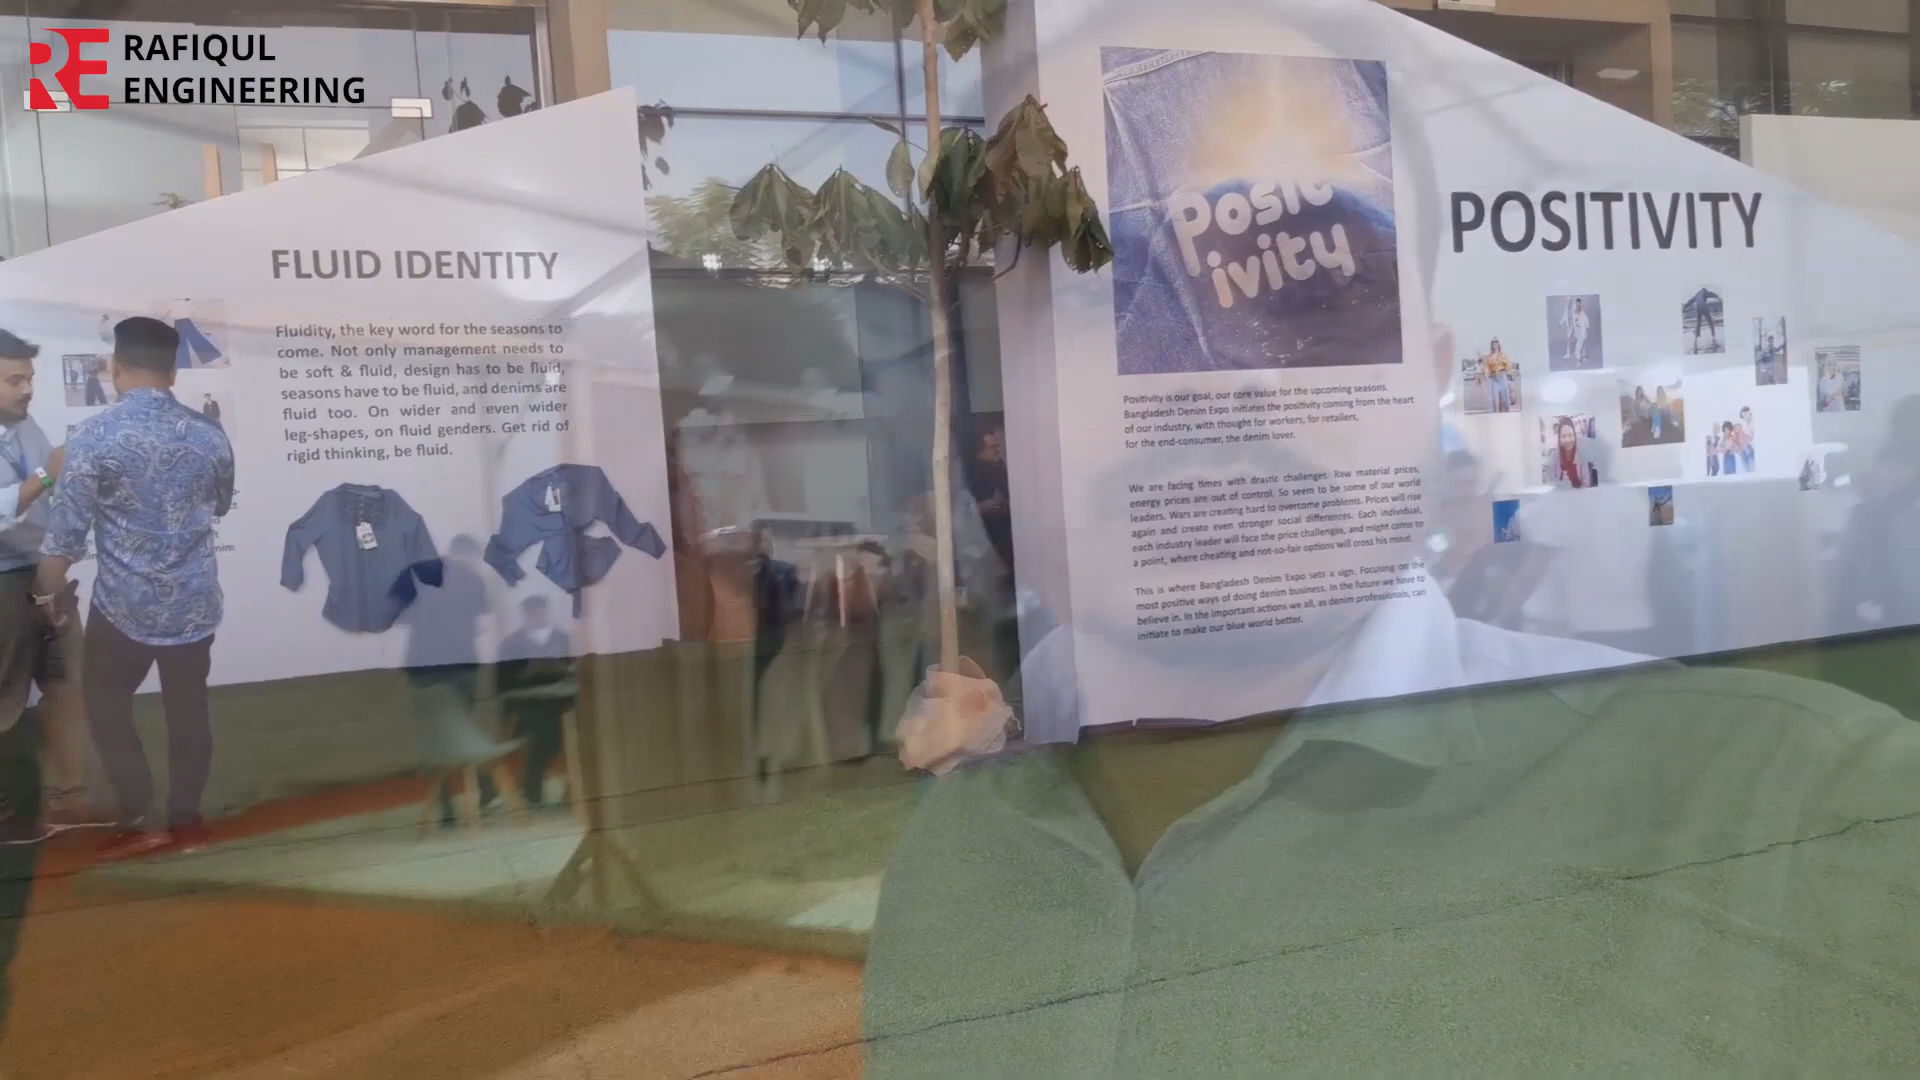 RAFIQUL
ENGINEERING
FLUID IDENTITY
Fluidity, the key word for the seasons to
come. Not only management needs to
be soft & fluid, design has to be fluid,
seasons have to be fluid, and denims are
fluid too. On wider and even wider
leg-shapes, on fluid genders. Get rid of
rigid thinking, be fluid.
Posit
ivity
POSITIVITY
Positivity is our goal, our core value for the upcoming seasons.
Bangladesh Denim Expo initiates the positivity coming from the heart
of our industry, with thought for workers, for retailers,
for the end-consumer, the denim lover.
We are facing times with drastic challenges. Raw material prices,
energy prices are out of control. So seem to be some of our world
leaders. Wars are creating hard to overcome problems. Prices will rise
again and create even stronger social differences. Each individual,
each industry leader will face the price challenges, and might come to
a point, where cheating and not-so-fair options will cross his mind.
This is where Bangladesh Denim Expo sets a sign. Focusing on the
most positive ways of doing denim business. In the future we have to
believe in. In the important actions we all, as denim professionals, can
initiate to make our blue world better.